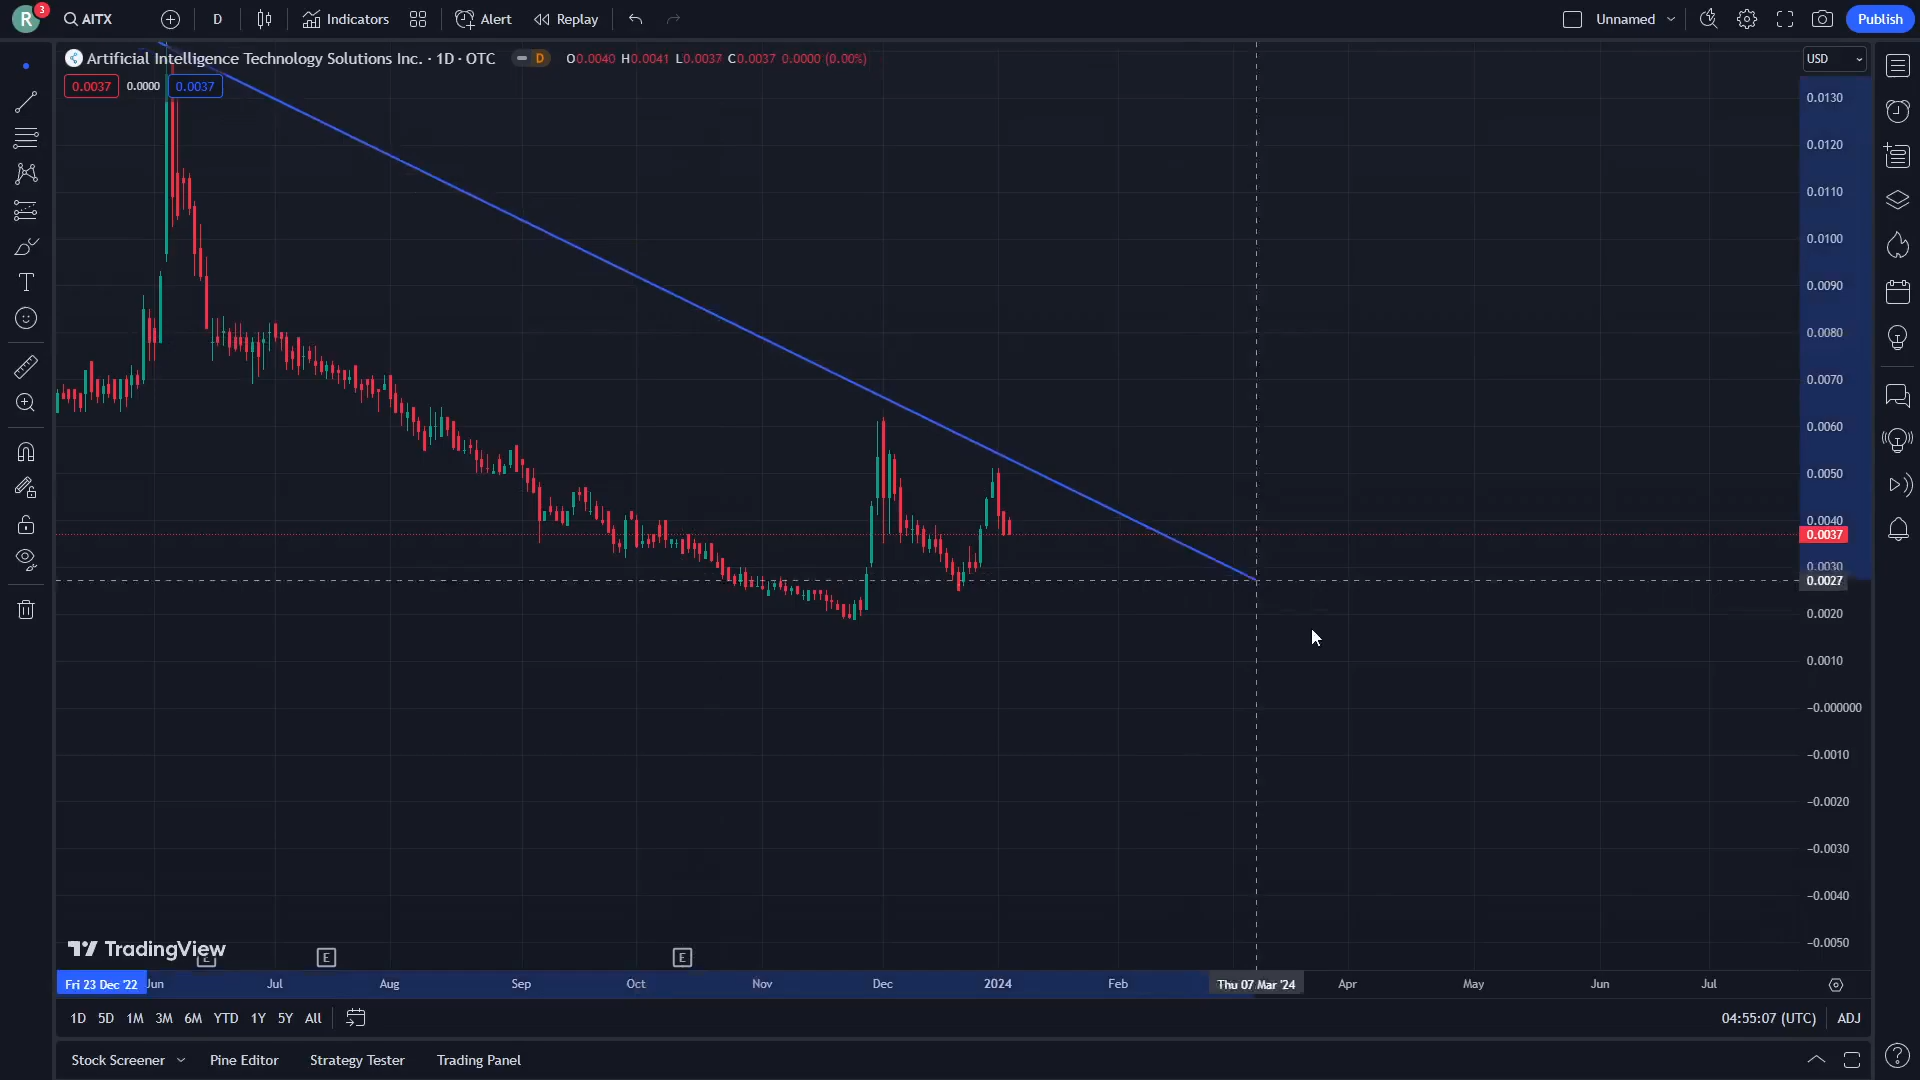 R 3 AITX D Indicators Alert Replay Unnamed Publish
Artificial Intelligence Technology Solutions Inc. · 1D · OTC D O0.0040 H0.0041 L0.0037 C0.0037 0.0000 (0.00%) USD
0.0037 0.0000 0.0037
0.0130
0.0120
0.0110
0.0100
0.0090
0.0080
0.0070
0.0060
0.0050
0.0040
0.0037
0.0030
0.0027
0.0020
0.0010
−0.000000
−0.0010
−0.0020
−0.0030
−0.0040
−0.0050
TradingView
E E E
Fri 23 Dec '22 Jun Jul Aug Sep Oct Nov Dec 2024 Feb Thu 07 Mar '24 Apr May Jun Jul
1D 5D 1M 3M 6M YTD 1Y 5Y All 04:55:07 (UTC) ADJ
Stock Screener Pine Editor Strategy Tester Trading Panel